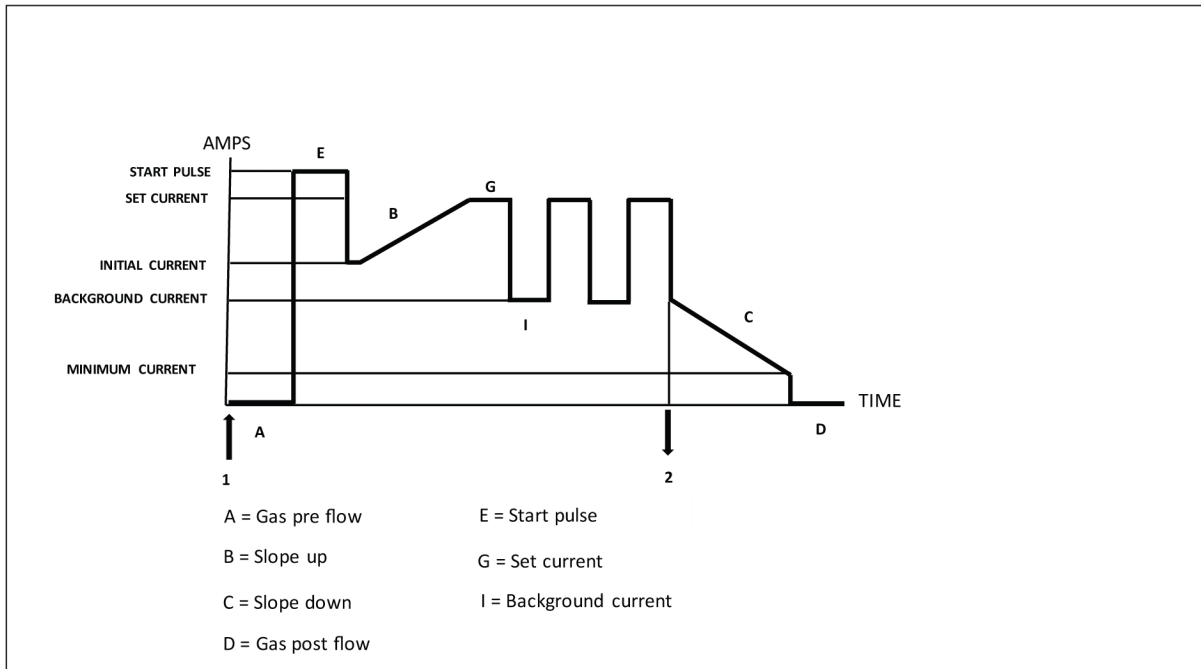 AMPS
START PULSE
E
SET CURRENT
G
B
INITIAL CURRENT
BACKGROUND CURRENT
I
C
MINIMUM CURRENT
TIME
A
D
1
2
A = Gas pre flow
E = Start pulse
B = Slope up
G = Set current
C = Slope down
I = Background current
D = Gas post flow